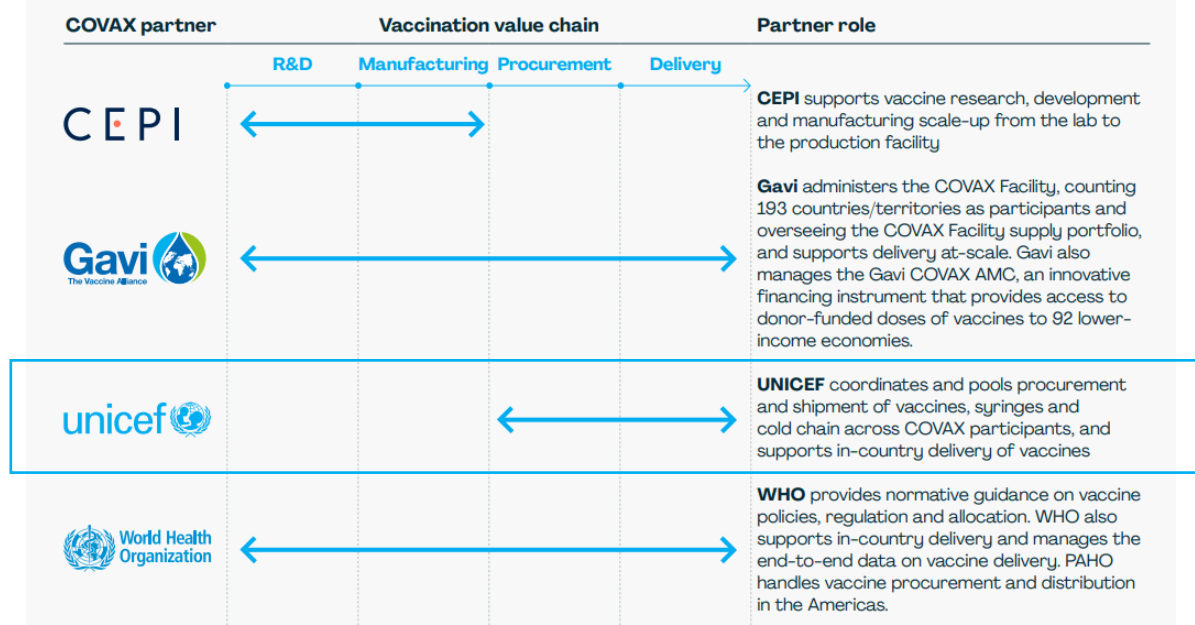 COVAX partner Vaccination value chain Partner role
R&D Manufacturing Procurement Delivery
CEPI
CEPI supports vaccine research, development
and manufacturing scale-up from the lab to
the production facility
Gavi
The Vaccine Alliance
Gavi administers the COVAX Facility, counting
193 countries/territories as participants and
overseeing the COVAX Facility supply portfolio,
and supports delivery at-scale. Gavi also
manages the Gavi COVAX AMC, an innovative
financing instrument that provides access to
donor-funded doses of vaccines to 92 lower-
income economies.
unicef
UNICEF coordinates and pools procurement
and shipment of vaccines, syringes and
cold chain across COVAX participants, and
supports in-country delivery of vaccines
World Health
Organization
WHO provides normative guidance on vaccine
policies, regulation and allocation. WHO also
supports in-country delivery and manages the
end-to-end data on vaccine delivery. PAHO
handles vaccine procurement and distribution
in the Americas.